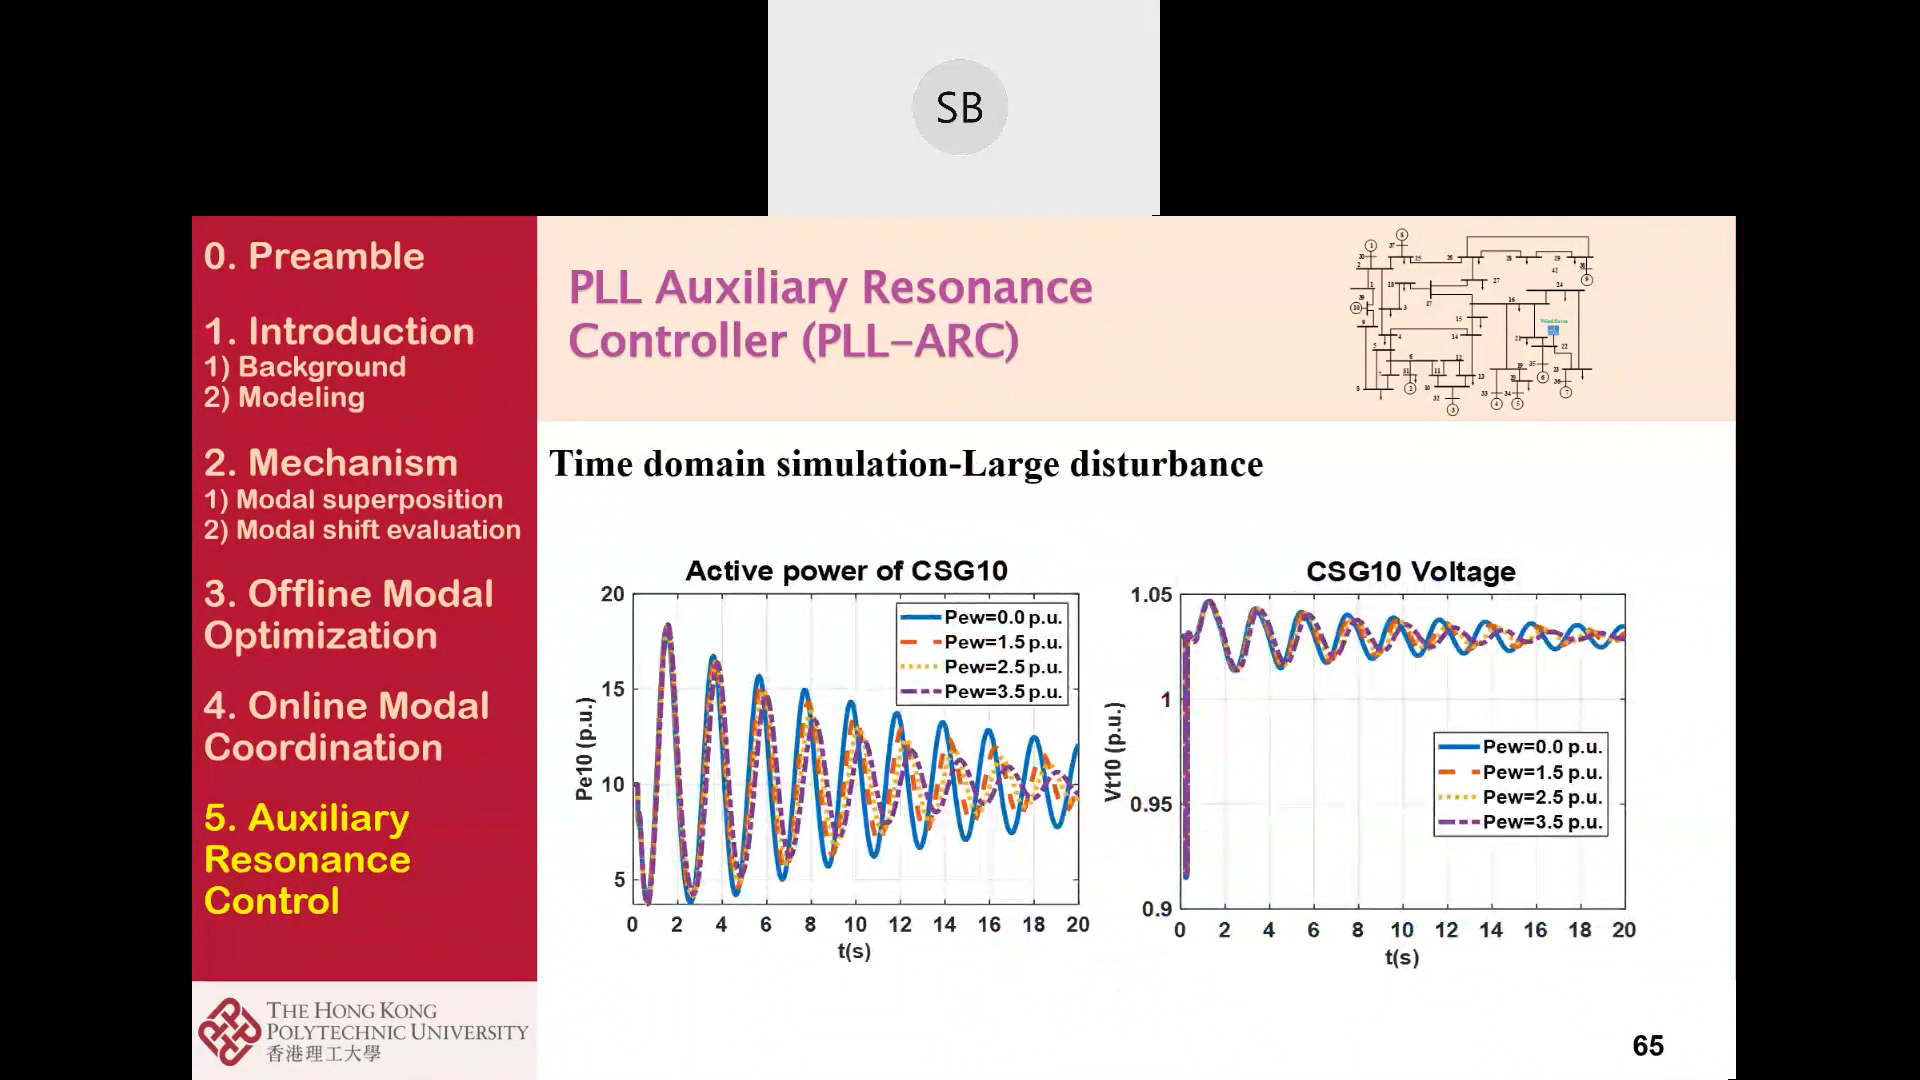 SB
0. Preamble
1. Introduction
1) Background
2) Modeling
2. Mechanism
1) Modal superposition
2) Modal shift evaluation
3. Offline Modal
Optimization
4. Online Modal
Coordination
5. Auxiliary
Resonance
Control
THE HONG KONG
POLYTECHNIC UNIVERSITY
香港理工大學
PLL Auxiliary Resonance
Controller (PLL-ARC)
Time domain simulation-Large disturbance
Active power of CSG10
Pe10 (p.u.)
20
15
10
5
0 2 4 6 8 10 12 14 16 18 20
t(s)
Pew=0.0 p.u.
Pew=1.5 p.u.
Pew=2.5 p.u.
Pew=3.5 p.u.
CSG10 Voltage
Vt10 (p.u.)
1.05
1
0.95
0.9
0 2 4 6 8 10 12 14 16 18 20
t(s)
Pew=0.0 p.u.
Pew=1.5 p.u.
Pew=2.5 p.u.
Pew=3.5 p.u.
65